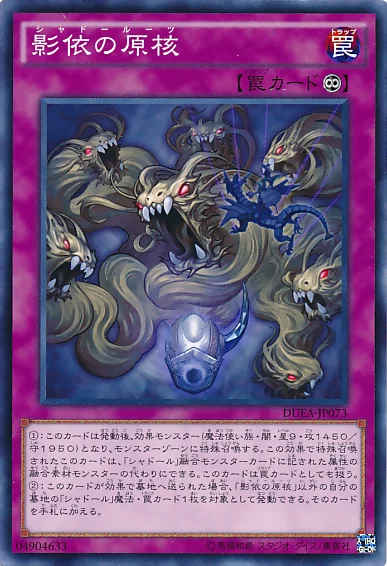 シャドールーツ
影依の原核
トラップ
罠
【罠カード】
DUEA-JP073
①：このカードは発動後、効果モンスター(魔法使い族・闇・星9・攻1450／
守1950)となり、モンスターゾーンに特殊召喚する。この効果で特殊召喚
されたこのカードは、「シャドール」融合モンスターカードに記された属性の
融合素材モンスターの代わりにできる。このカードは罠カードとしても扱う。
②：このカードが効果で墓地へ送られた場合、「影依の原核」以外の自分の
墓地の「シャドール」魔法・罠カード1枚を対象として発動できる。そのカード
を手札に加える。
04904633
©高橋和希 スタジオ・ダイス/集英社